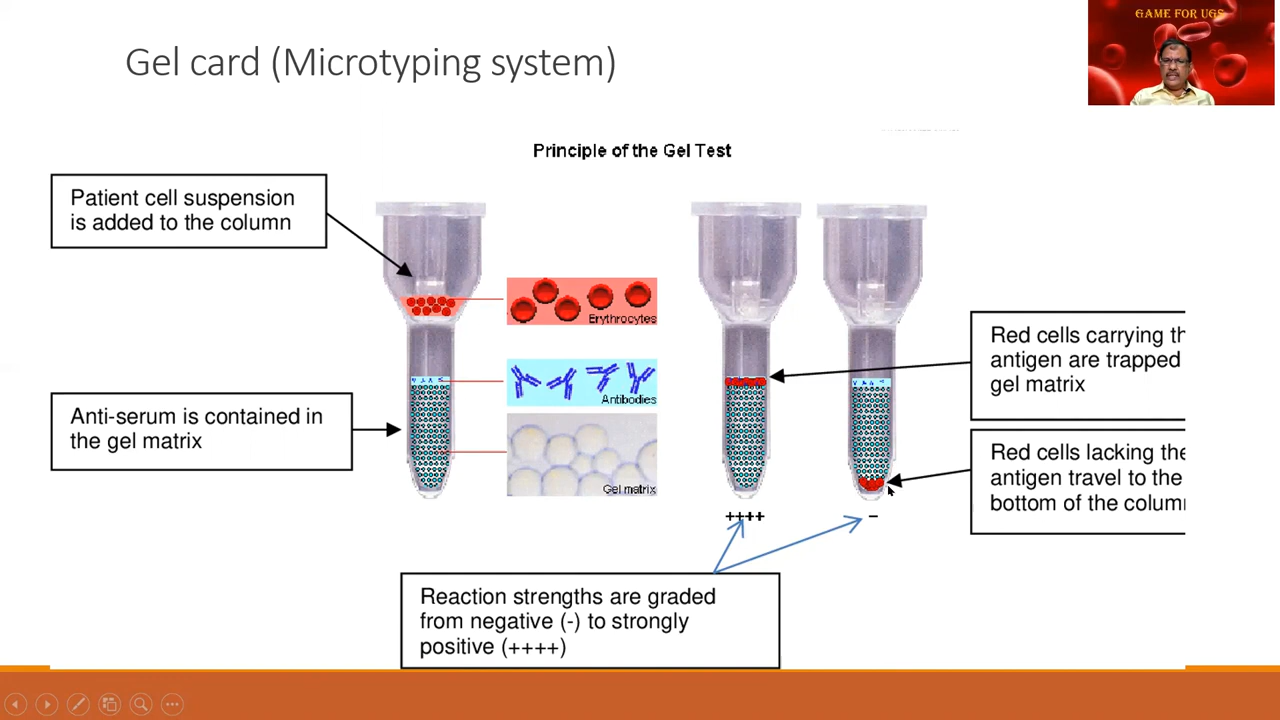 GAME FOR UGS
Gel card (Microtyping system)
Principle of the Gel Test
Patient cell suspension
is added to the column
Erythrocytes
Antibodies
Gel matrix
Anti-serum is contained in
the gel matrix
Red cells carrying th
antigen are trapped
gel matrix
Red cells lacking the
antigen travel to the
bottom of the column
++++
–
Reaction strengths are graded
from negative (-) to strongly
positive (++++)